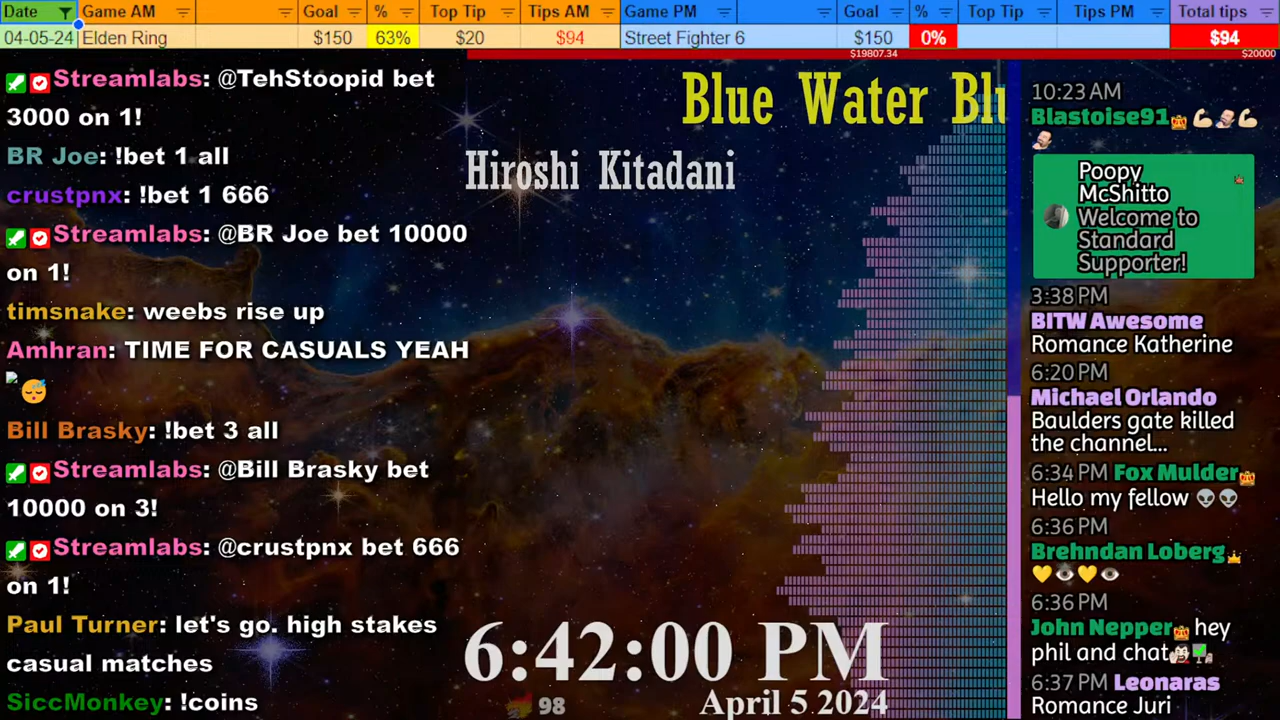 Date Game AM Goal % Top Tip Tips AM Game PM Goal % Top Tip Tips PM Total tips
04-05-24 Elden Ring $150 63% $20 $94 Street Fighter 6 $150 0% $94
$19807.34 $20000
Streamlabs: @TehStoopid bet
3000 on 1!
BR Joe: !bet 1 all
crustpnx: !bet 1 666
Streamlabs: @BR Joe bet 10000
on 1!
timsnake: weebs rise up
Amhran: TIME FOR CASUALS YEAH
Bill Brasky: !bet 3 all
Streamlabs: @Bill Brasky bet
10000 on 3!
Streamlabs: @crustpnx bet 666
on 1!
Paul Turner: let's go. high stakes
casual matches
SiccMonkey: !coins
Blue Water Blu
Hiroshi Kitadani
6:42:00 PM
April 5 2024
98
10:23 AM
Blastoise91
Poopy
McShitto
Welcome to
Standard
Supporter!
3:38 PM
BITW Awesome
Romance Katherine
6:20 PM
Michael Orlando
Baulders gate killed
the channel...
6:34 PM Fox Mulder
Hello my fellow
6:36 PM
Brehndan Loberg
6:36 PM
John Nepper hey
phil and chat
6:37 PM Leonaras
Romance Juri